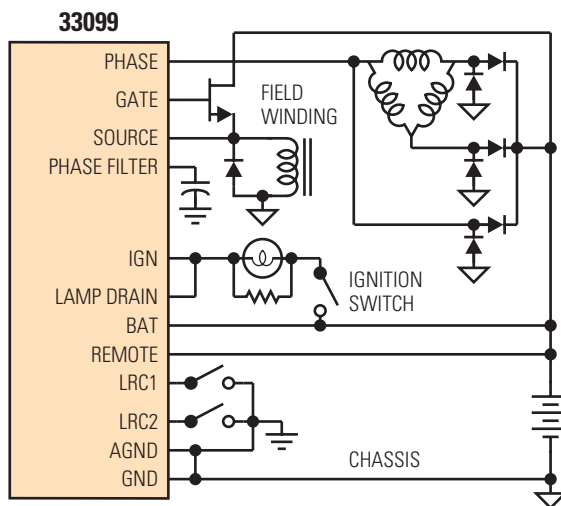 33099
PHASE
GATE
SOURCE
PHASE FILTER
FIELD
WINDING
IGN
LAMP DRAIN
BAT
REMOTE
LRC1
LRC2
AGND
GND
IGNITION
SWITCH
CHASSIS